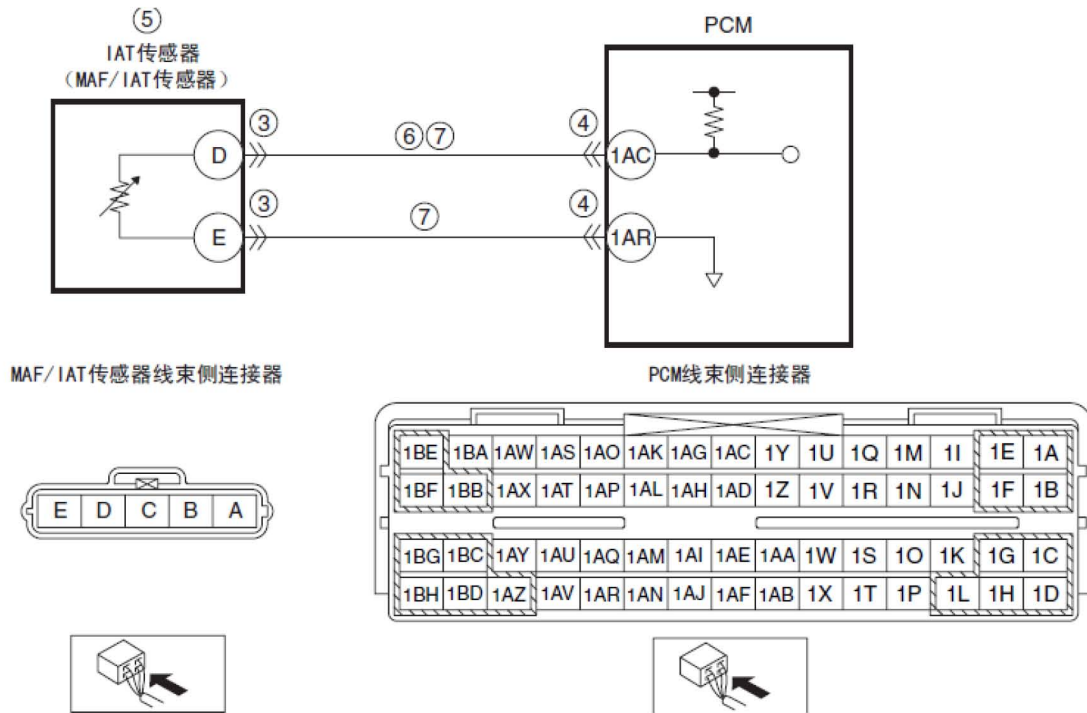 ⑤
IAT传感器
（MAF/IAT传感器）
PCM
D ③ ⑥⑦ ④ 1AC
E ③ ⑦ ④ 1AR
MAF/IAT传感器线束侧连接器
PCM线束侧连接器
E D C B A
1BE 1BA 1AW 1AS 1AO 1AK 1AG 1AC 1Y 1U 1Q 1M 1I 1E 1A
1BF 1BB 1AX 1AT 1AP 1AL 1AH 1AD 1Z 1V 1R 1N 1J 1F 1B
1BG 1BC 1AY 1AU 1AQ 1AM 1AI 1AE 1AA 1W 1S 1O 1K 1G 1C
1BH 1BD 1AZ 1AV 1AR 1AN 1AJ 1AF 1AB 1X 1T 1P 1L 1H 1D